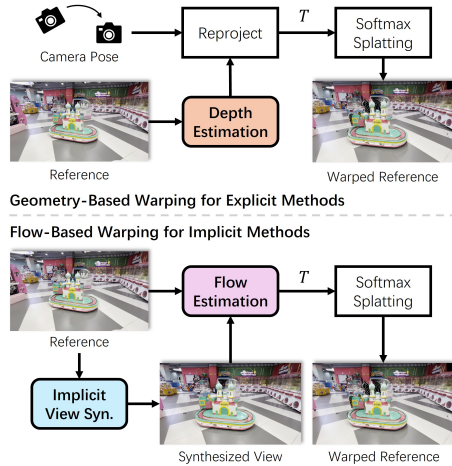 Camera Pose
Reproject
T
Softmax
Splatting
Depth
Estimation
Reference
Warped Reference
Geometry-Based Warping for Explicit Methods
Flow-Based Warping for Implicit Methods
Flow
Estimation
T
Softmax
Splatting
Reference
Implicit
View Syn.
Synthesized View
Warped Reference